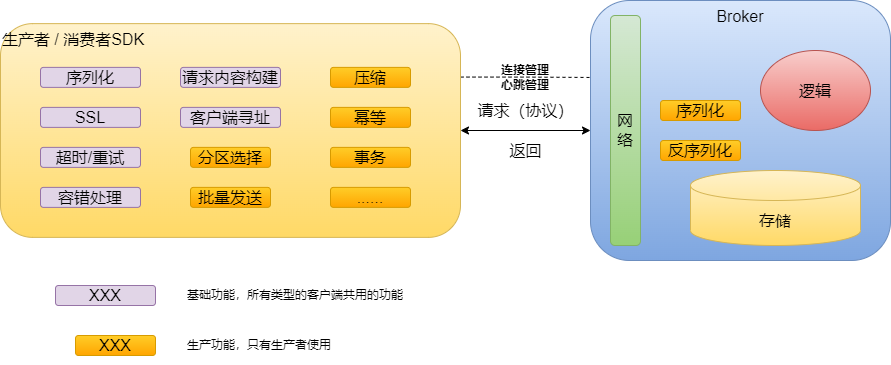 生产者 / 消费者SDK
序列化
请求内容构建
压缩
SSL
客户端寻址
幂等
超时/重试
分区选择
事务
容错处理
批量发送
......
连接管理
心跳管理
请求（协议）
返回
Broker
网络
序列化
反序列化
逻辑
存储
XXX
基础功能，所有类型的客户端共用的功能
XXX
生产功能，只有生产者使用